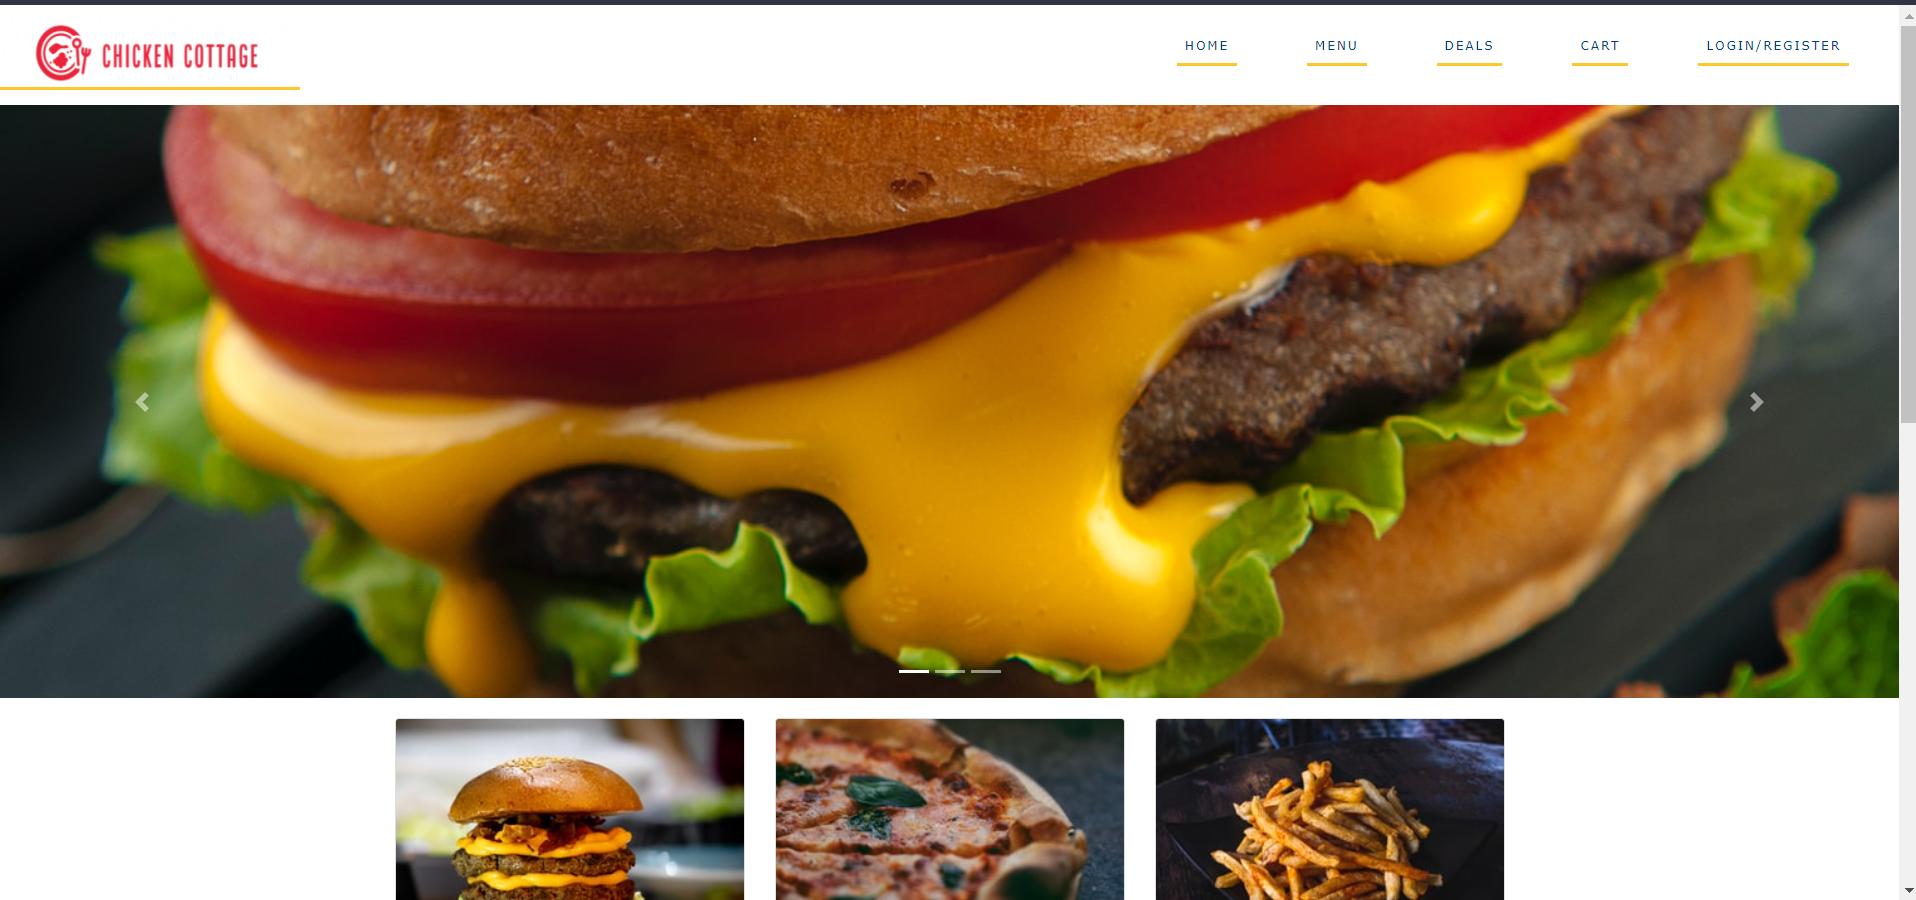 CHICKEN COTTAGE
HOME
MENU
DEALS
CART
LOGIN/REGISTER